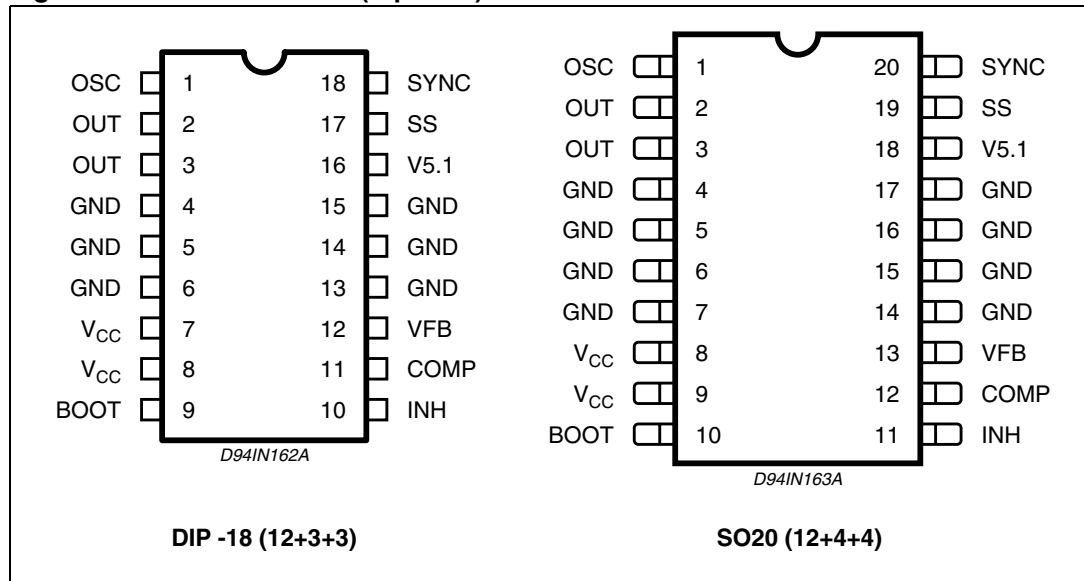 OSC 1 18 SYNC
OUT 2 17 SS
OUT 3 16 V5.1
GND 4 15 GND
GND 5 14 GND
GND 6 13 GND
VCC 7 12 VFB
VCC 8 11 COMP
BOOT 9 10 INH
D94IN162A
DIP -18 (12+3+3)
OSC 1 20 SYNC
OUT 2 19 SS
OUT 3 18 V5.1
GND 4 17 GND
GND 5 16 GND
GND 6 15 GND
GND 7 14 GND
VCC 8 13 VFB
VCC 9 12 COMP
BOOT 10 11 INH
D94IN163A
SO20 (12+4+4)